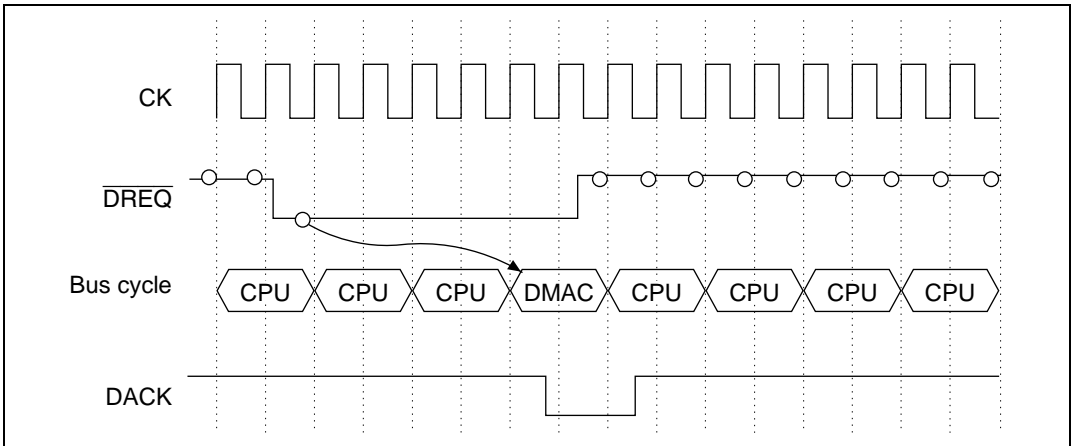 CK
DREQ
Bus cycle
CPU CPU CPU DMAC CPU CPU CPU CPU
DACK